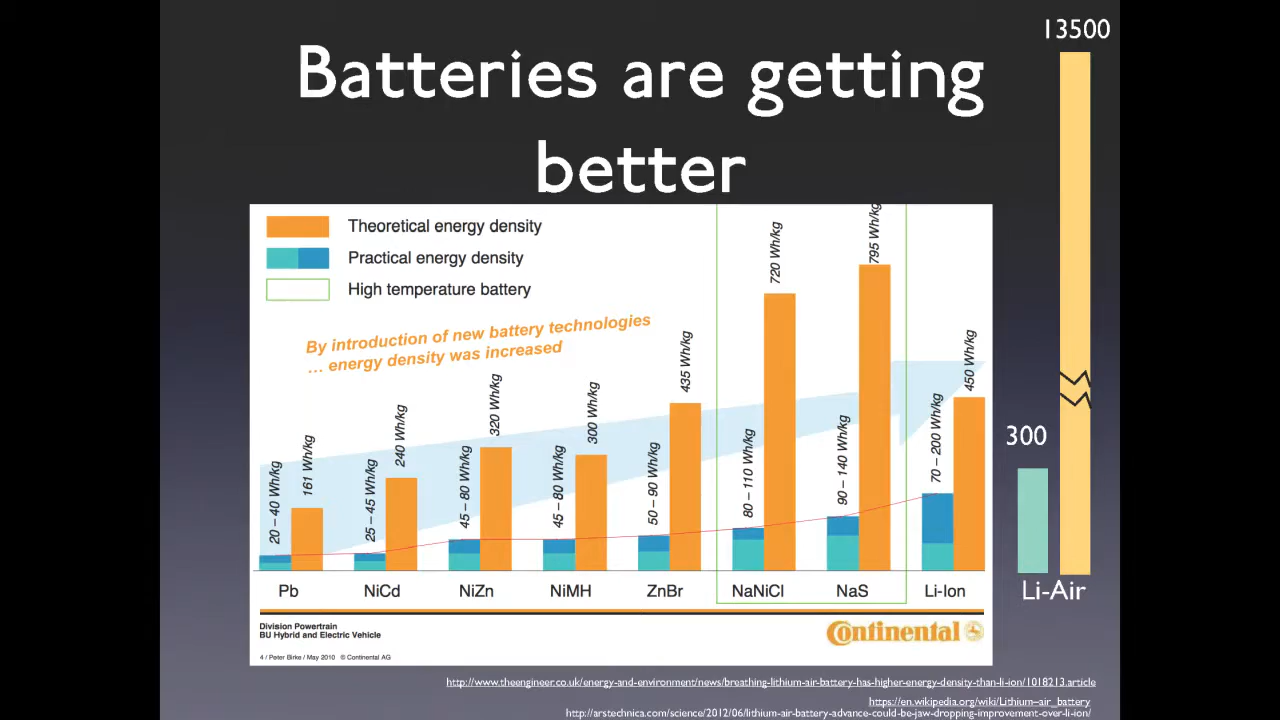 13500
Batteries are getting
better
Theoretical energy density
Practical energy density
High temperature battery
By introduction of new battery technologies
... energy density was increased
20 – 40 Wh/kg
161 Wh/kg
25 – 45 Wh/kg
240 Wh/kg
45 – 80 Wh/kg
320 Wh/kg
45 – 80 Wh/kg
300 Wh/kg
50 – 90 Wh/kg
435 Wh/kg
80 – 110 Wh/kg
720 Wh/kg
90 – 140 Wh/kg
795 Wh/kg
70 – 200 Wh/kg
450 Wh/kg
300
Pb
NiCd
NiZn
NiMH
ZnBr
NaNiCl
NaS
Li-Ion
Li-Air
Division Powertrain
BU Hybrid and Electric Vehicle
Continental
4 / Peter Birke / May 2010 © Continental AG
http://www.theengineer.co.uk/energy-and-environment/news/breathing-lithium-air-battery-has-higher-energy-density-than-li-ion/1018213.article
https://en.wikipedia.org/wiki/Lithium–air_battery
http://arstechnica.com/science/2012/06/lithium-air-battery-advance-could-be-jaw-dropping-improvement-over-li-ion/